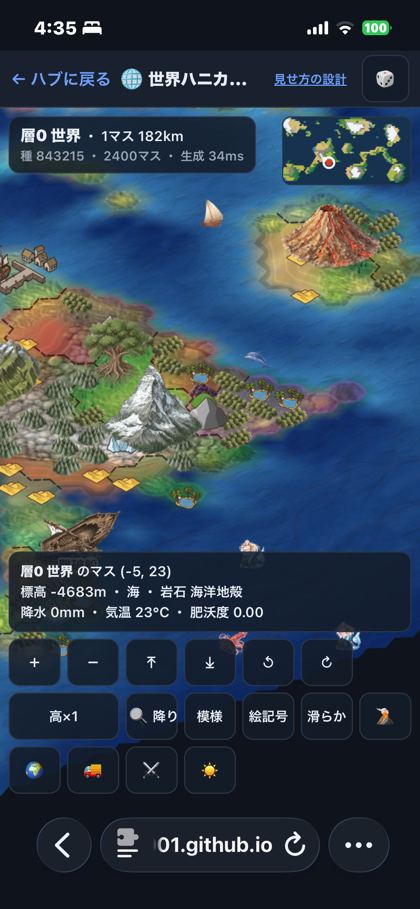 4:35
100
← ハブに戻る 世界ハニカ… 見せ方の設計
層0 世界 ・ 1マス 182km
種 843215 ・ 2400マス ・ 生成 34ms
層0 世界 のマス (-5, 23)
標高 -4683m ・ 海 ・ 岩石 海洋地殻
降水 0mm ・ 気温 23°C ・ 肥沃度 0.00
+ −
高×1 降り 模様 絵記号 滑らか
01.github.io